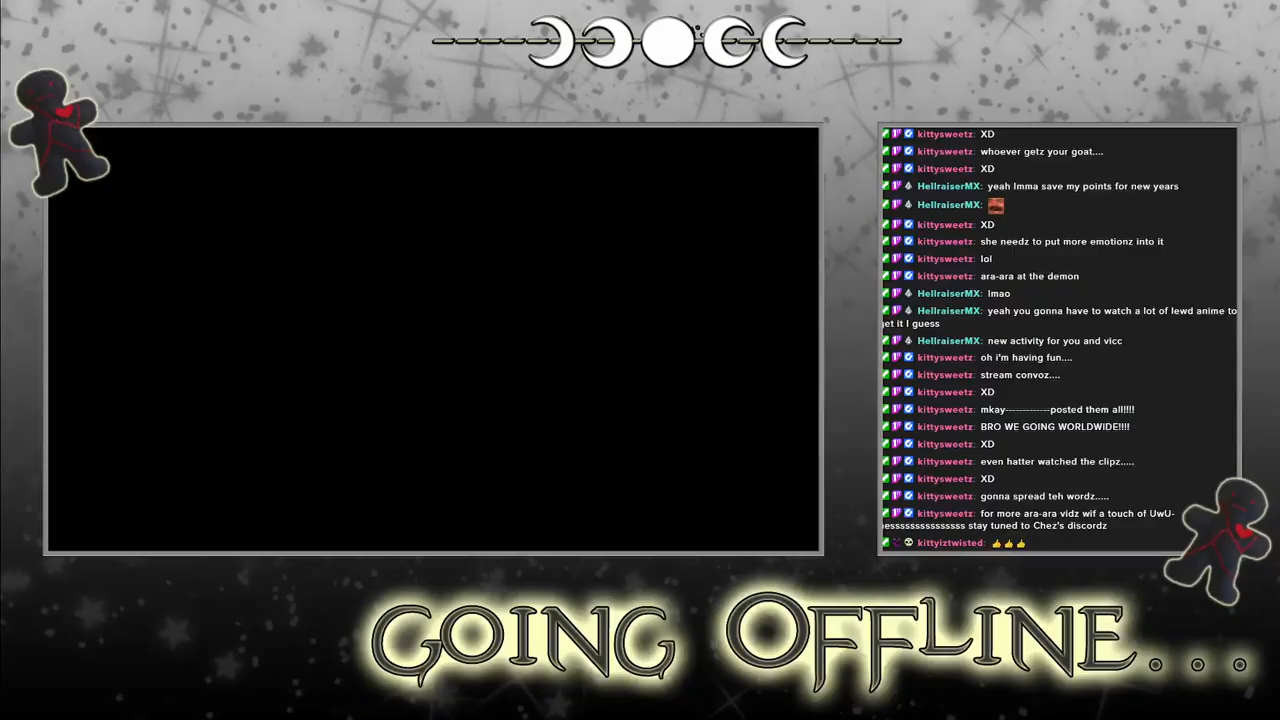 kittysweetz: XD
kittysweetz: whoever getz your goat....
kittysweetz: XD
HellraiserMX: yeah Imma save my points for new years
HellraiserMX:
kittysweetz: XD
kittysweetz: she needz to put more emotionz into it
kittysweetz: lol
kittysweetz: ara-ara at the demon
HellraiserMX: lmao
HellraiserMX: yeah you gonna have to watch a lot of lewd anime to
get it I guess
HellraiserMX: new activity for you and vicc
kittysweetz: oh i'm having fun....
kittysweetz: stream convoz....
kittysweetz: XD
kittysweetz: mkay-------------posted them all!!!!
kittysweetz: BRO WE GOING WORLDWIDE!!!!
kittysweetz: XD
kittysweetz: even hatter watched the clipz.....
kittysweetz: XD
kittysweetz: gonna spread teh wordz.....
kittysweetz: for more ara-ara vidz wif a touch of UwU-
esssssssssssssss stay tuned to Chez's discordz
kittyiztwisted: 👍👍👍
GOING OFFLINE...